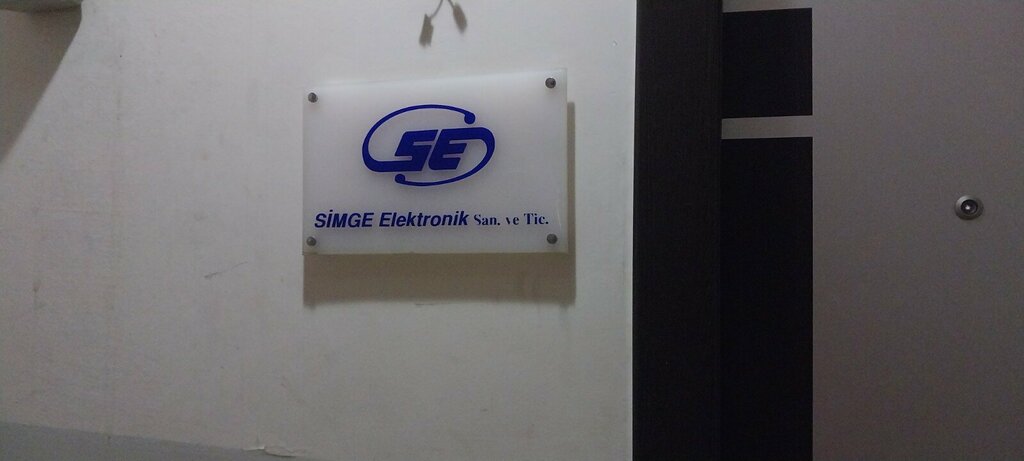 SE
SİMGE Elektronik San. ve Tic.